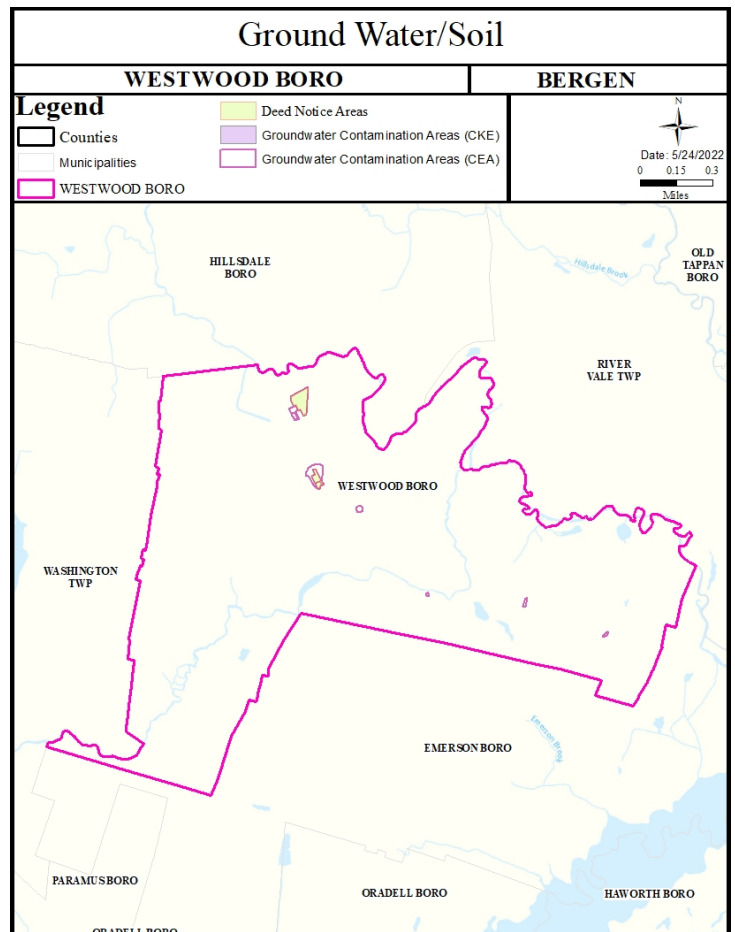 Ground Water/Soil
WESTWOOD BORO
BERGEN
Legend
Counties
Municipalities
WESTWOOD BORO
Deed Notice Areas
Groundwater Contamination Areas (CKE)
Groundwater Contamination Areas (CEA)
N
Date: 5/24/2022
0 0.15 0.3
Miles
HILLSDALE
BORO
Hillsdale Brook
OLD
TAPPAN
BORO
RIVER
VALE TWP
WESTWOOD BORO
WASHINGTON
TWP
Emerson Brook
EMERSON BORO
PARAMUS BORO
ORADELL BORO
HAWORTH BORO
ORADELL BORO